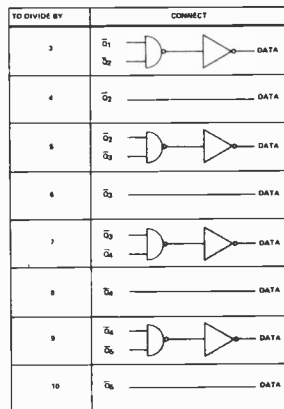 TO DIVIDE BY CONNECT
3 Q̅1 Q̅2 DATA
4 Q̅2 DATA
5 Q̅2 Q̅3 DATA
6 Q̅3 DATA
7 Q̅3 Q̅4 DATA
8 Q̅4 DATA
9 Q̅4 Q̅5 DATA
10 Q̅5 DATA